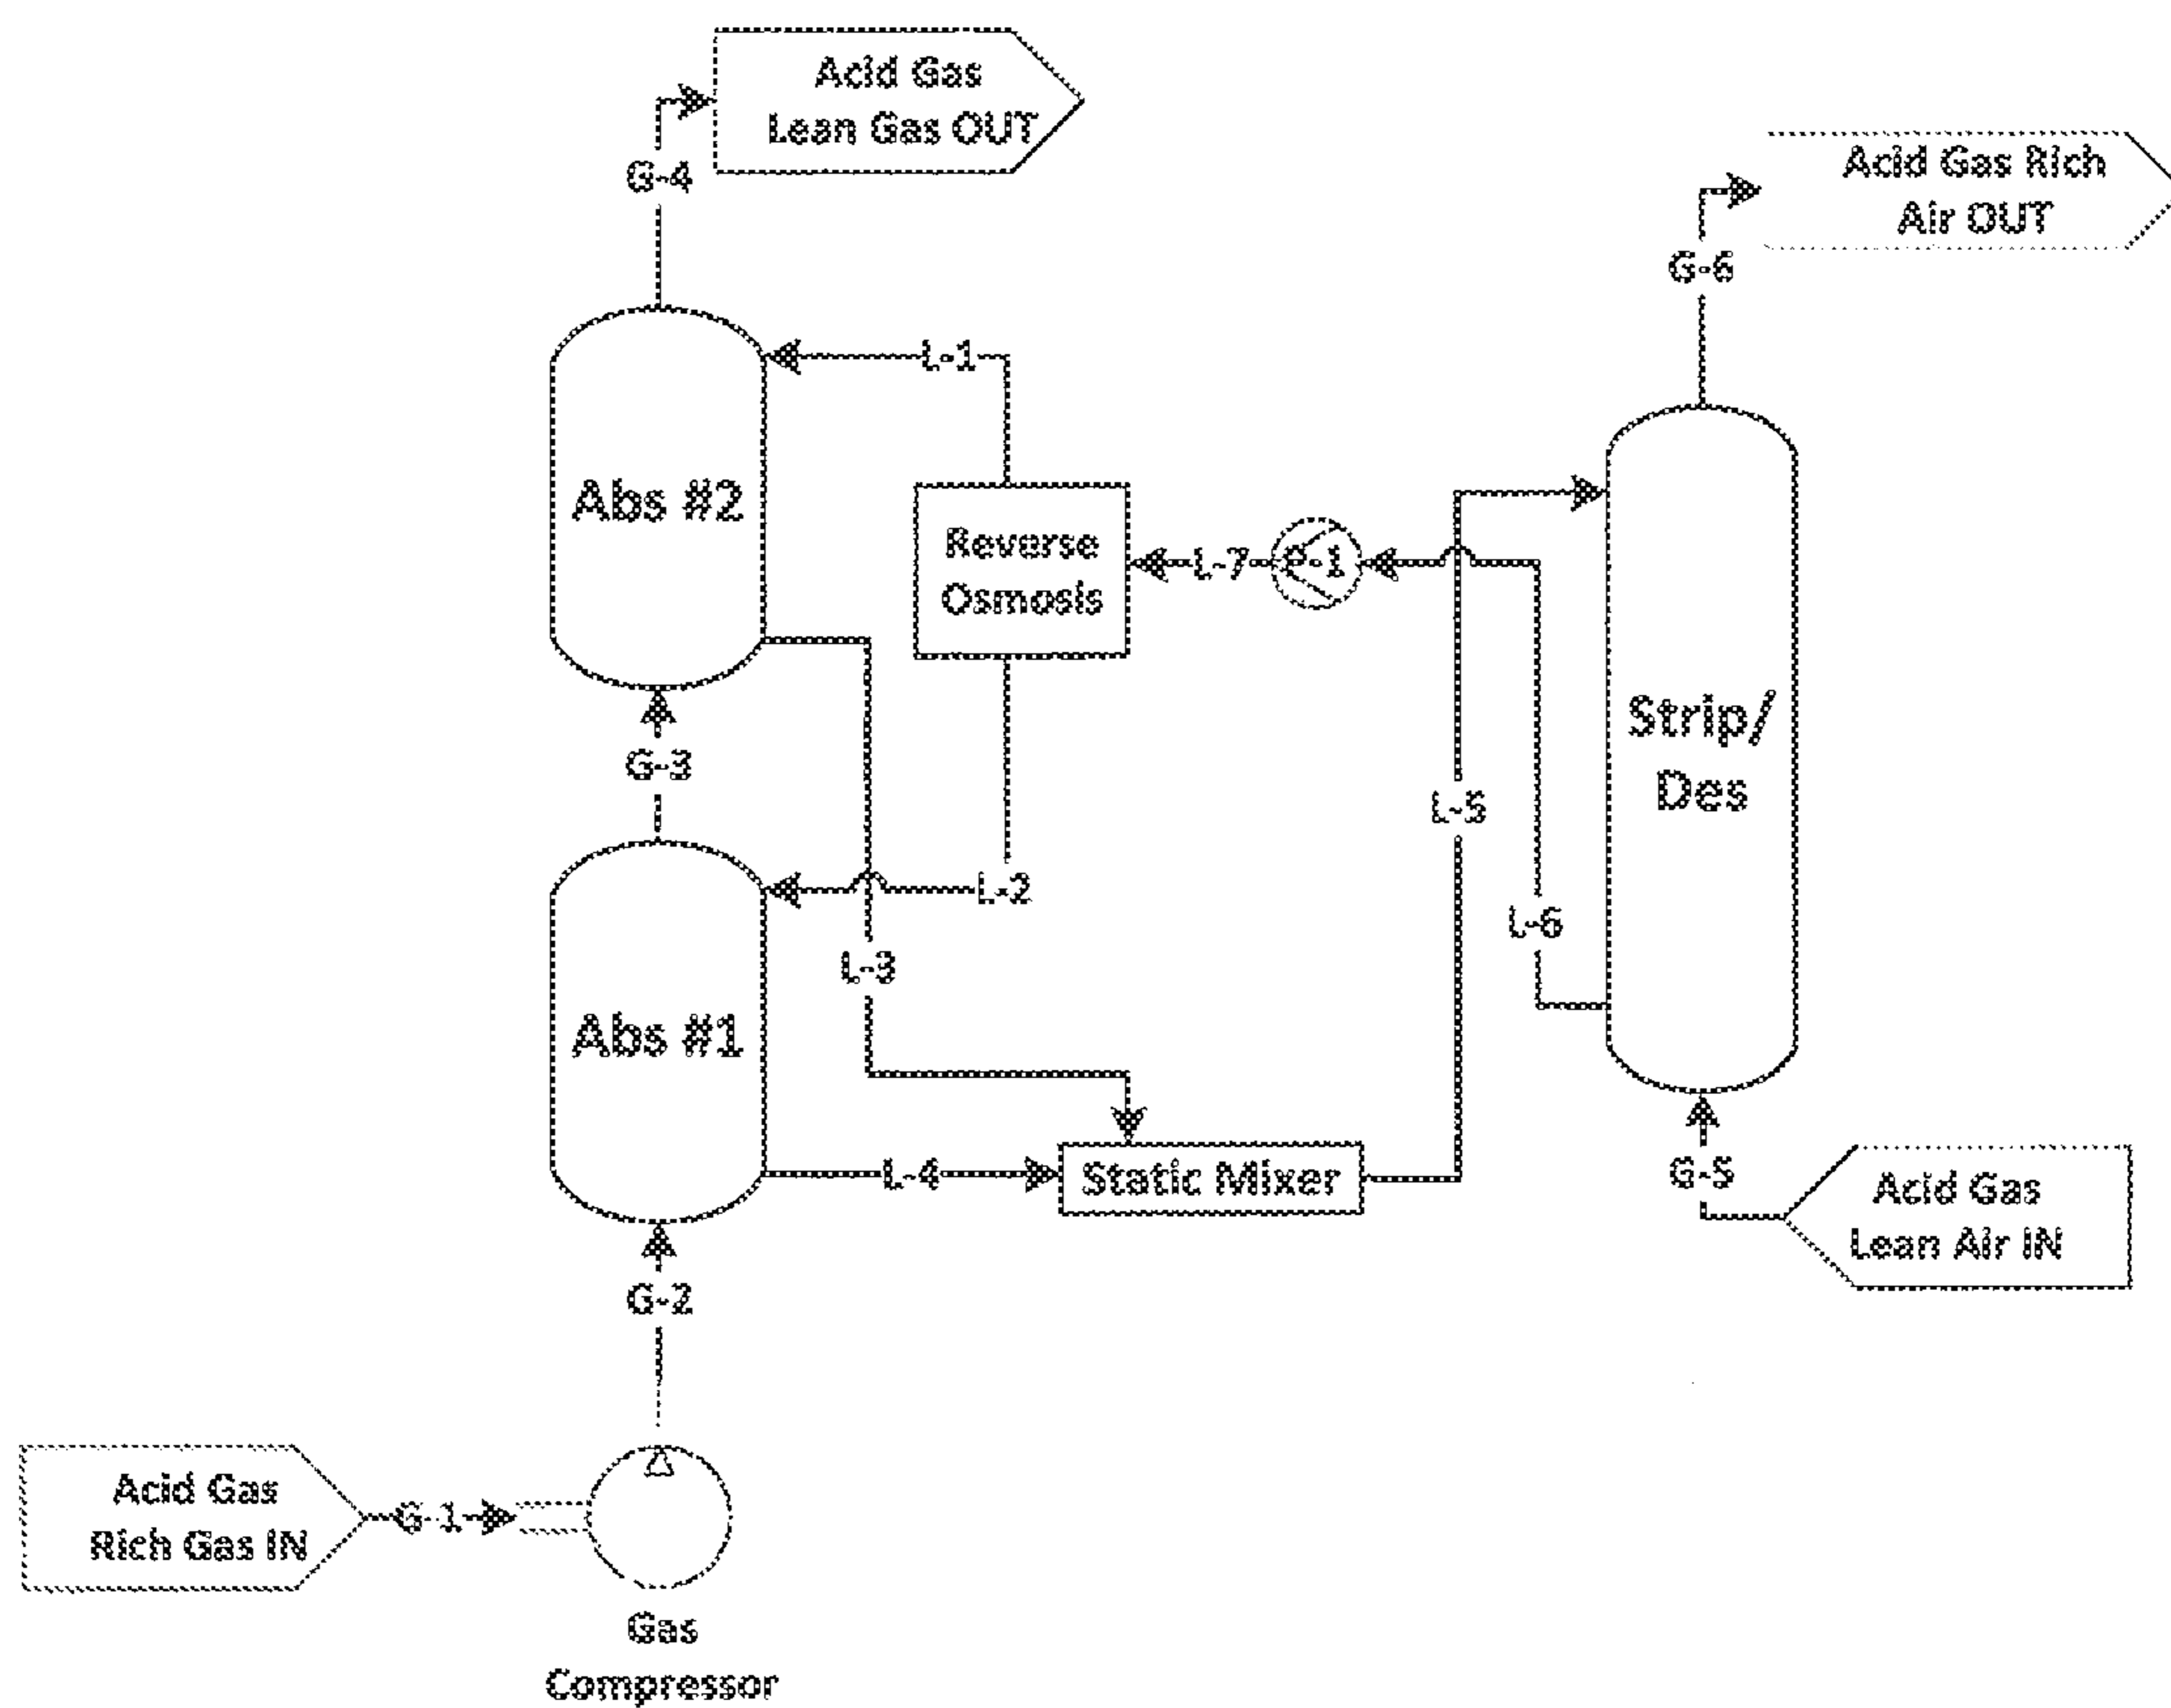 Acid Gas
Lean Gas OUT
G-4
Acid Gas Rich
Air OUT
G-6
L-1
Abs #2
Reverse
Osmosis
L-7
P-1
Strip/
Des
G-3
L-5
L-2
L-6
L-3
Abs #1
L-4
Static Mixer
G-5
Acid Gas
Lean Air IN
G-2
Acid Gas
Rich Gas IN
G-1
Gas
Compressor